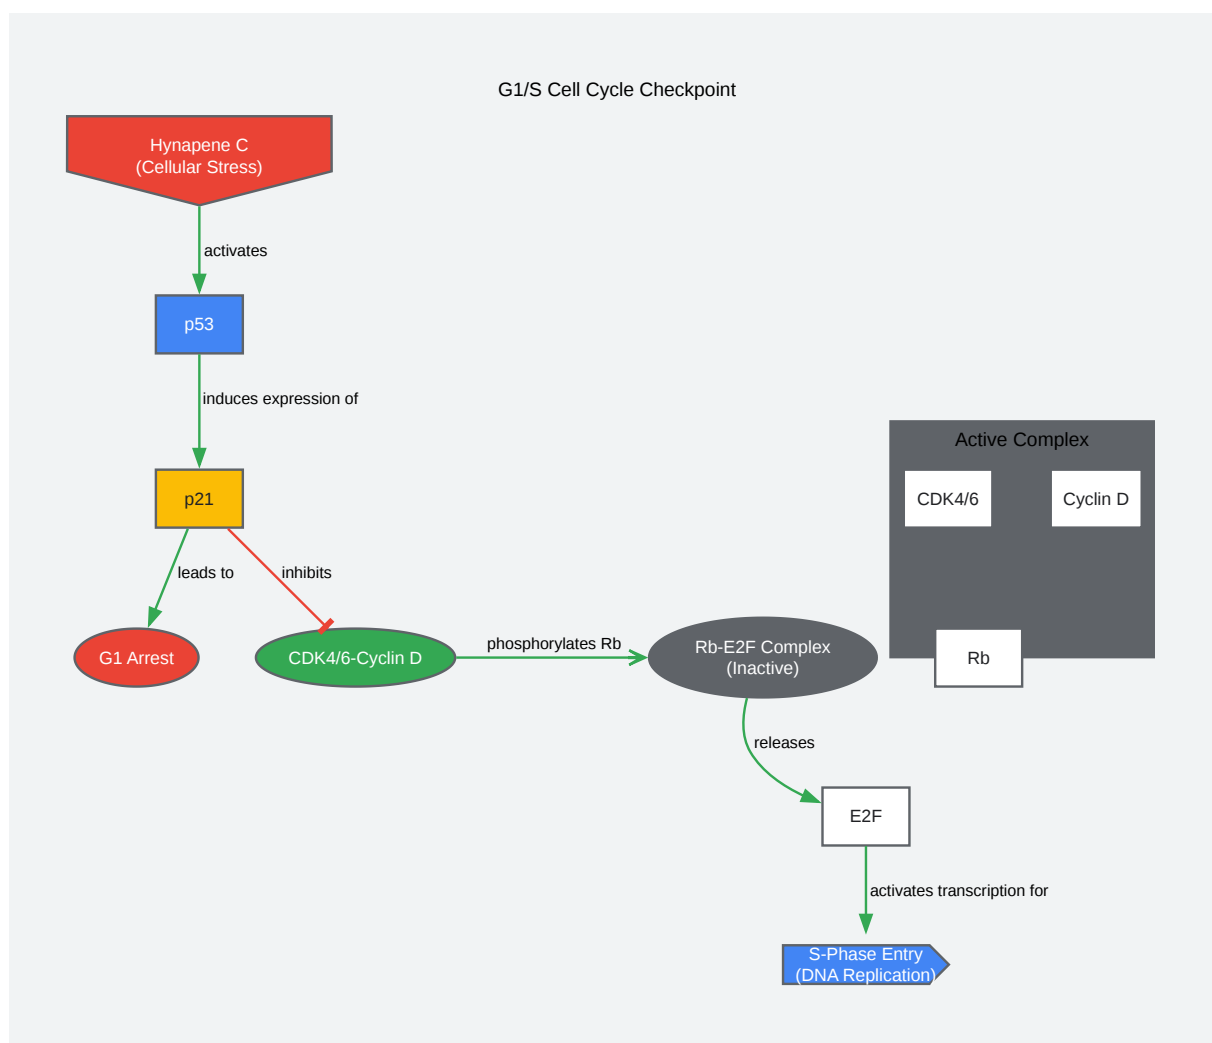 G1/S Cell Cycle Checkpoint
Hynapene C
(Cellular Stress)
activates
p53
induces expression of
p21
leads to
inhibits
G1 Arrest
CDK4/6-Cyclin D
phosphorylates Rb
Rb-E2F Complex
(Inactive)
Active Complex
CDK4/6
Cyclin D
Rb
releases
E2F
activates transcription for
S-Phase Entry
(DNA Replication)